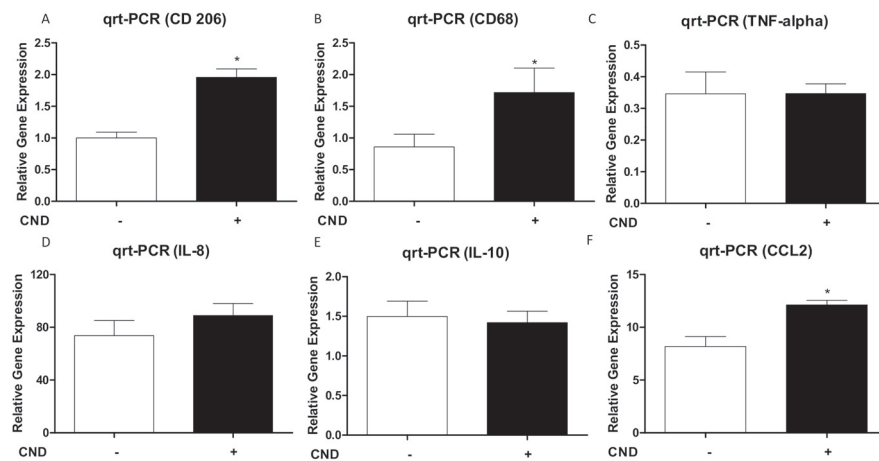 A qrt-PCR (CD 206)
Relative Gene Expression
2.5
2.0
1.5
1.0
0.5
0.0
*
- +
CND
B qrt-PCR (CD68)
Relative Gene Expression
2.5
2.0
1.5
1.0
0.5
0.0
*
- +
CND
C qrt-PCR (TNF-alpha)
Relative Gene Expression
0.5
0.4
0.3
0.2
0.1
0.0
- +
CND
D qrt-PCR (IL-8)
Relative Gene Expression
120
80
40
0
- +
CND
E qrt-PCR (IL-10)
Relative Gene Expression
2.0
1.5
1.0
0.5
0.0
- +
CND
F qrt-PCR (CCL2)
Relative Gene Expression
15
10
5
0
*
- +
CND